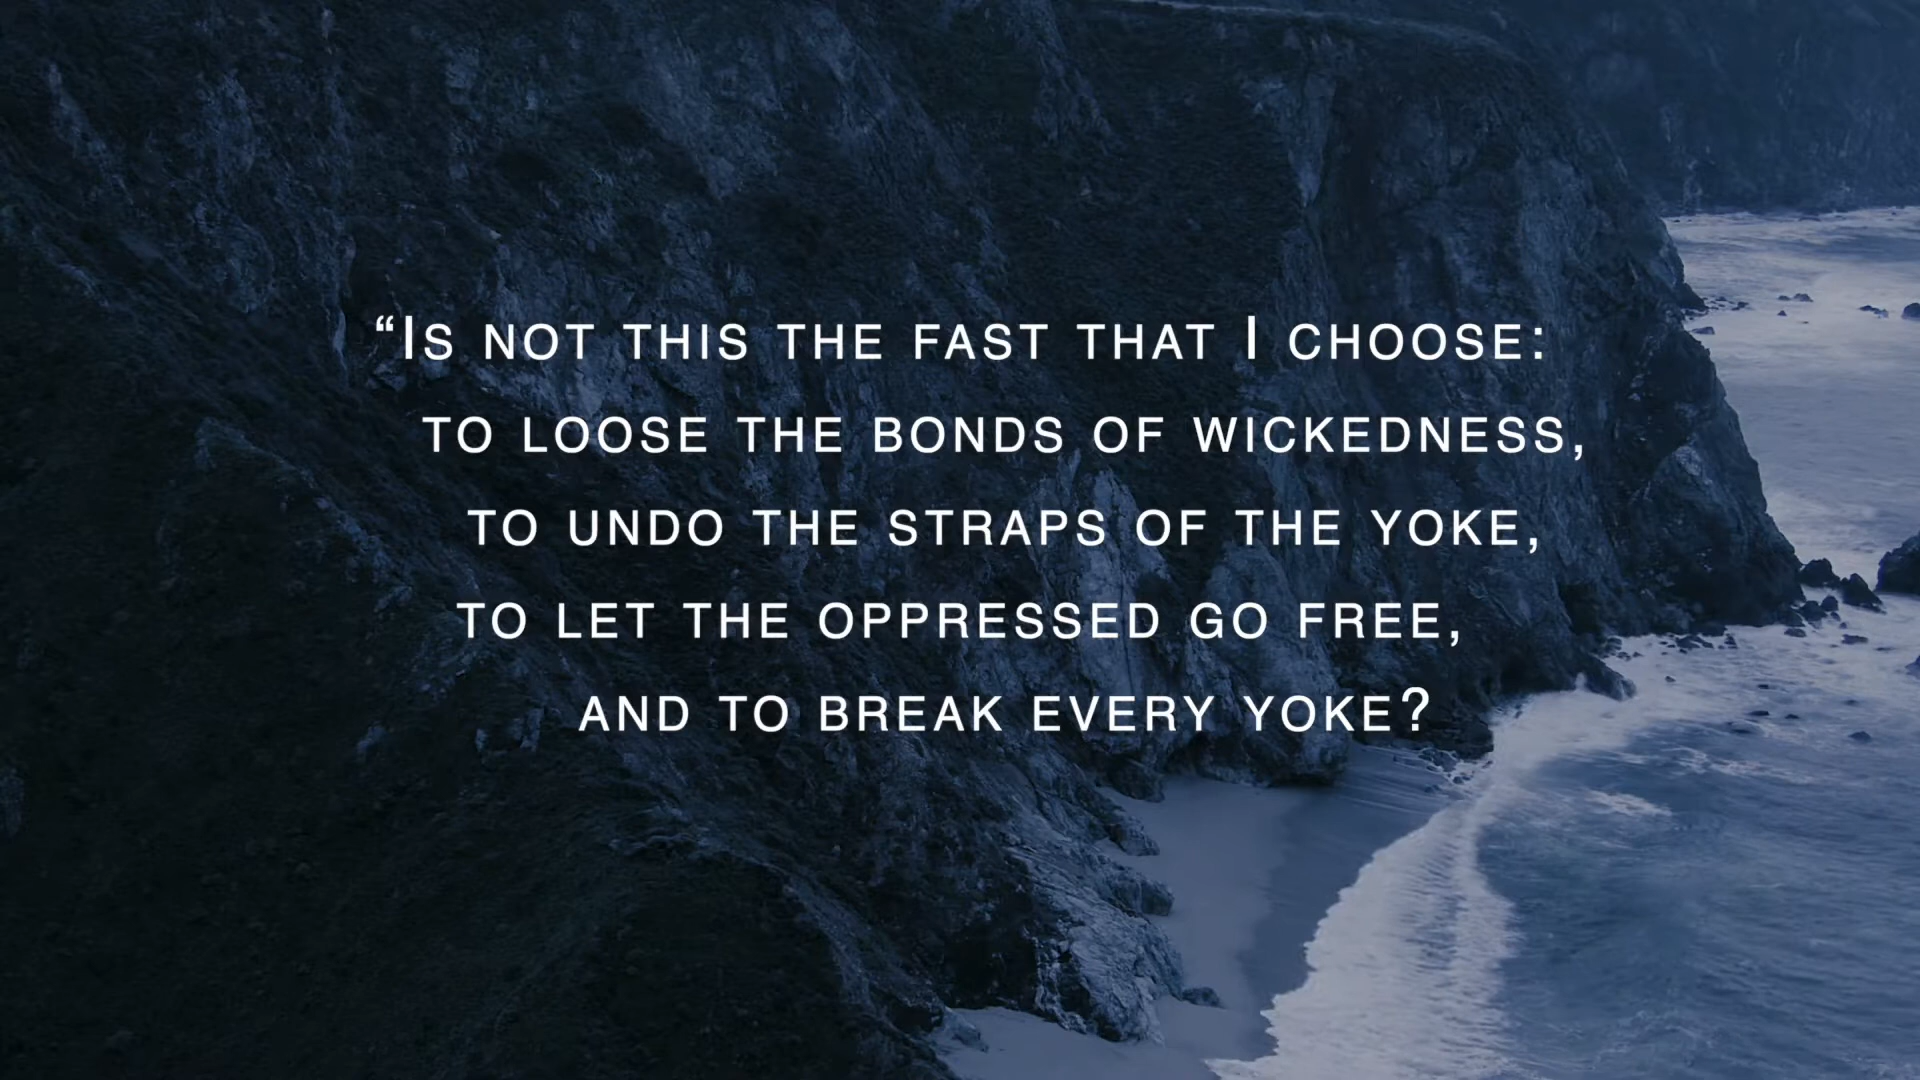 “Is not this the fast that I choose:
to loose the bonds of wickedness,
to undo the straps of the yoke,
to let the oppressed go free,
and to break every yoke?